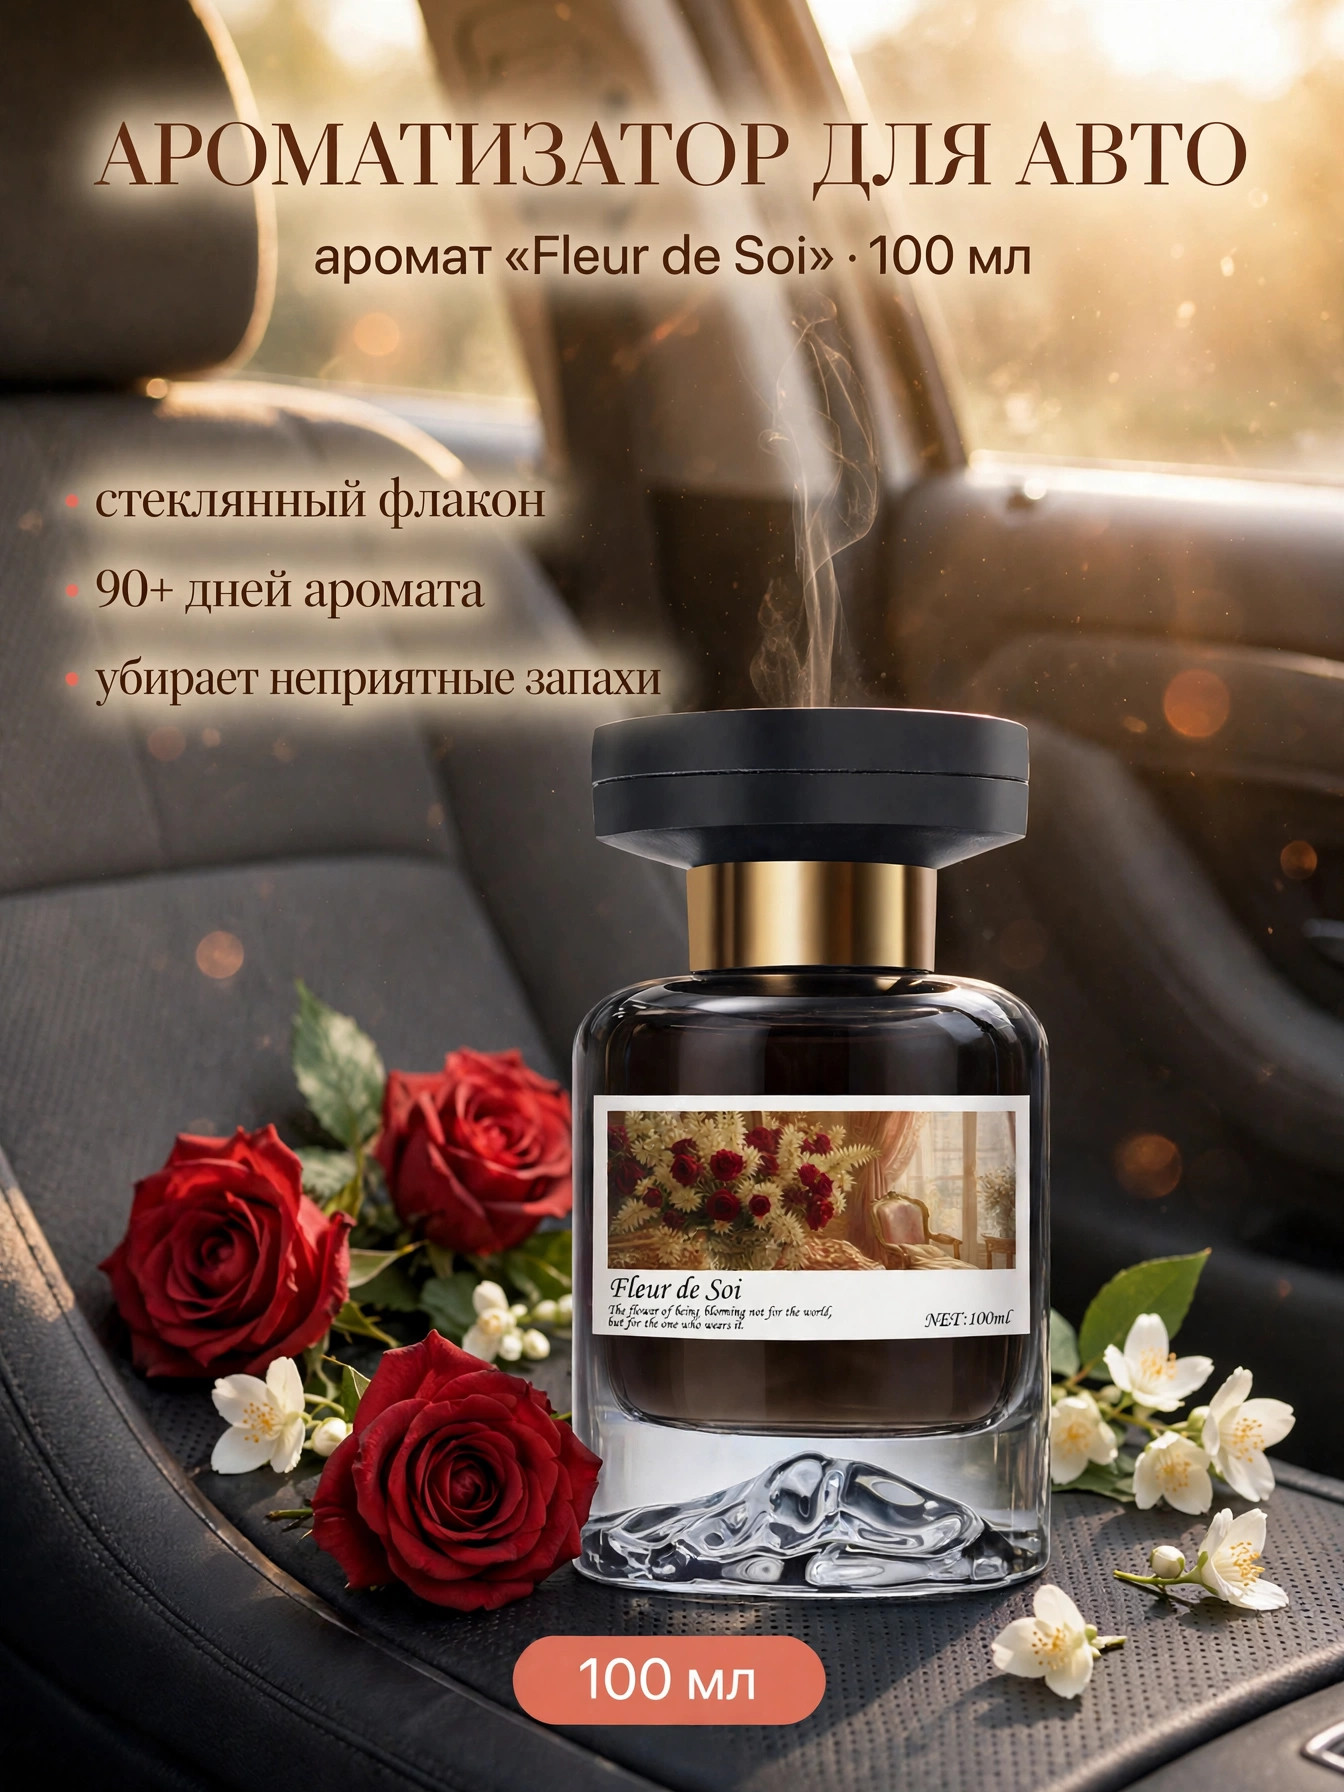 АРОМАТИЗАТОР ДЛЯ АВТО
аромат «Fleur de Soi» · 100 мл
• стеклянный флакон
• 90+ дней аромата
• убирает неприятные запахи
Fleur de Soi
The flower of being, blooming not for the world,
but for the one who wears it.
NET:100ml
100 мл